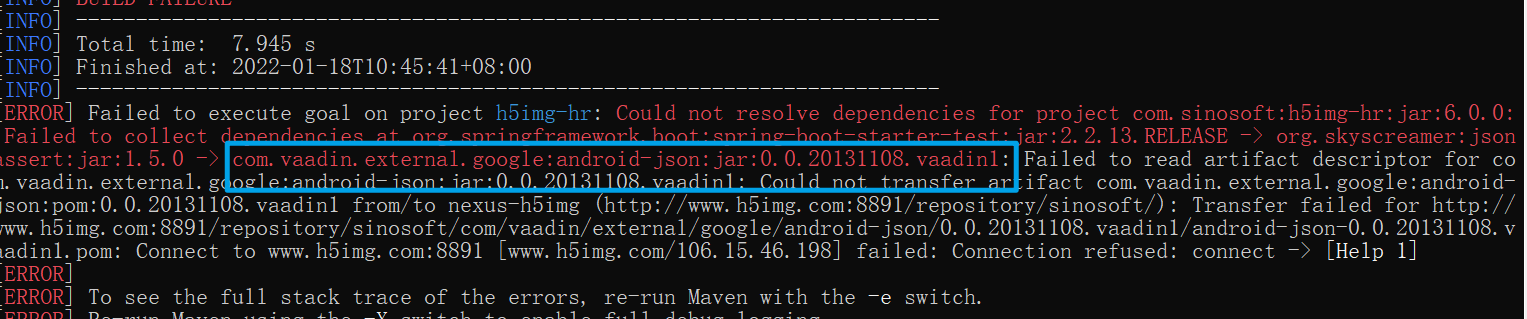 [INFO] BUILD FAILURE
[INFO] ------------------------------------------------------------------------
[INFO] Total time:  7.945 s
[INFO] Finished at: 2022-01-18T10:45:41+08:00
[INFO] ------------------------------------------------------------------------
[ERROR] Failed to execute goal on project h5img-hr: Could not resolve dependencies for project com.sinosoft:h5img-hr:jar:6.0.0:
Failed to collect dependencies at org.springframework.boot:spring-boot-starter-test:jar:2.2.13.RELEASE -> org.skyscreamer:json
assert:jar:1.5.0 -> com.vaadin.external.google:android-json:jar:0.0.20131108.vaadin1: Failed to read artifact descriptor for co
m.vaadin.external.google:android-json:jar:0.0.20131108.vaadin1: Could not transfer artifact com.vaadin.external.google:android-
json:pom:0.0.20131108.vaadin1 from/to nexus-h5img (http://www.h5img.com:8891/repository/sinosoft/): Transfer failed for http://
www.h5img.com:8891/repository/sinosoft/com/vaadin/external/google/android-json/0.0.20131108.vaadin1/android-json-0.0.20131108.v
aadin1.pom: Connect to www.h5img.com:8891 [www.h5img.com/106.15.46.198] failed: Connection refused: connect -> [Help 1]
[ERROR]
[ERROR] To see the full stack trace of the errors, re-run Maven with the -e switch.
[ERROR] Re-run Maven using the -X switch to enable full debug logging.